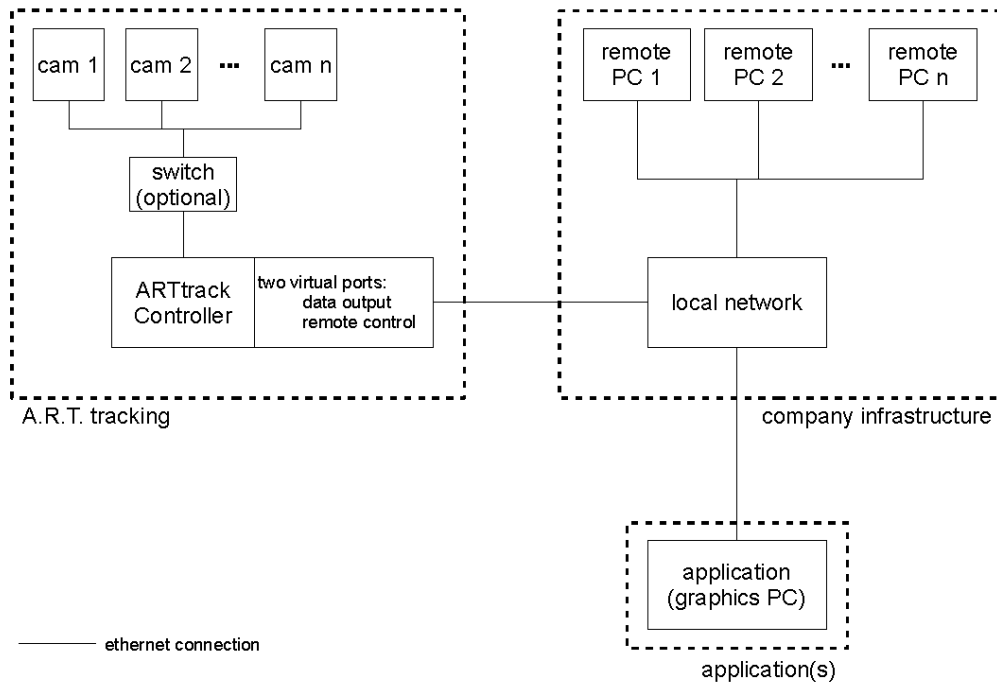 cam 1
cam 2
...
cam n
remote
PC 1
remote
PC 2
...
remote
PC n
switch
(optional)
ARTtrack
Controller
two virtual ports:
data output
remote control
local network
A.R.T. tracking
company infrastructure
application
(graphics PC)
ethernet connection
application(s)